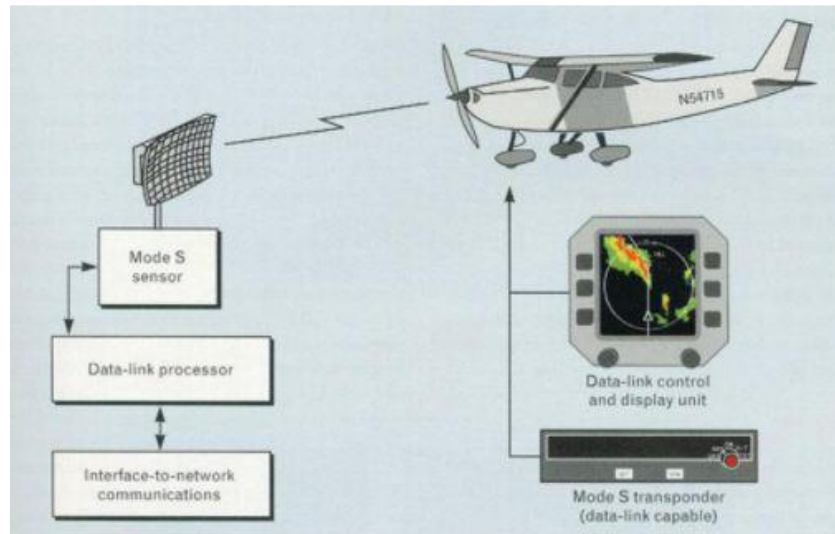 N54715
Mode S
sensor
Data-link processor
Interface-to-network
communications
Data-link control
and display unit
Mode S transponder
(data-link capable)